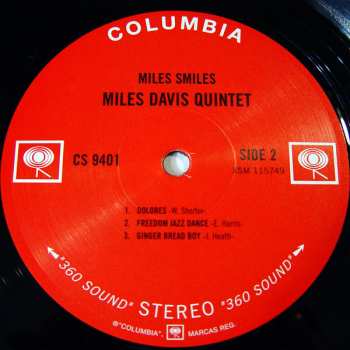 COLUMBIA
MILES SMILES
MILES DAVIS QUINTET
CS 9401
SIDE 2
XSM 115749
1. DOLORES -W. Shorter-
2. FREEDOM JAZZ DANCE -E. Harris-
3. GINGER BREAD BOY -J. Heath-
"360 SOUND" STEREO "360 SOUND"
®"COLUMBIA", MARCAS REG.